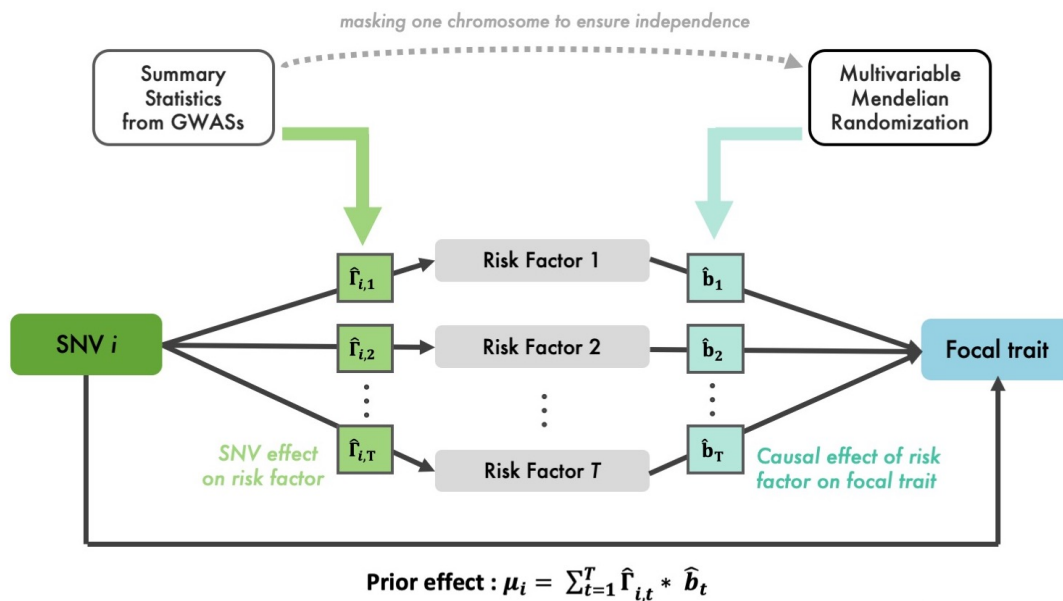 masking one chromosome to ensure independence
Summary
Statistics
from GWASs
Multivariable
Mendelian
Randomization
Γ̂i,1
Risk Factor 1
b̂1
SNV i
Γ̂i,2
Risk Factor 2
b̂2
Focal trait
SNV effect
on risk factor
Γ̂i,T
Risk Factor T
b̂T
Causal effect of risk
factor on focal trait
Prior effect : μi = ∑t=1T Γ̂i,t * b̂t